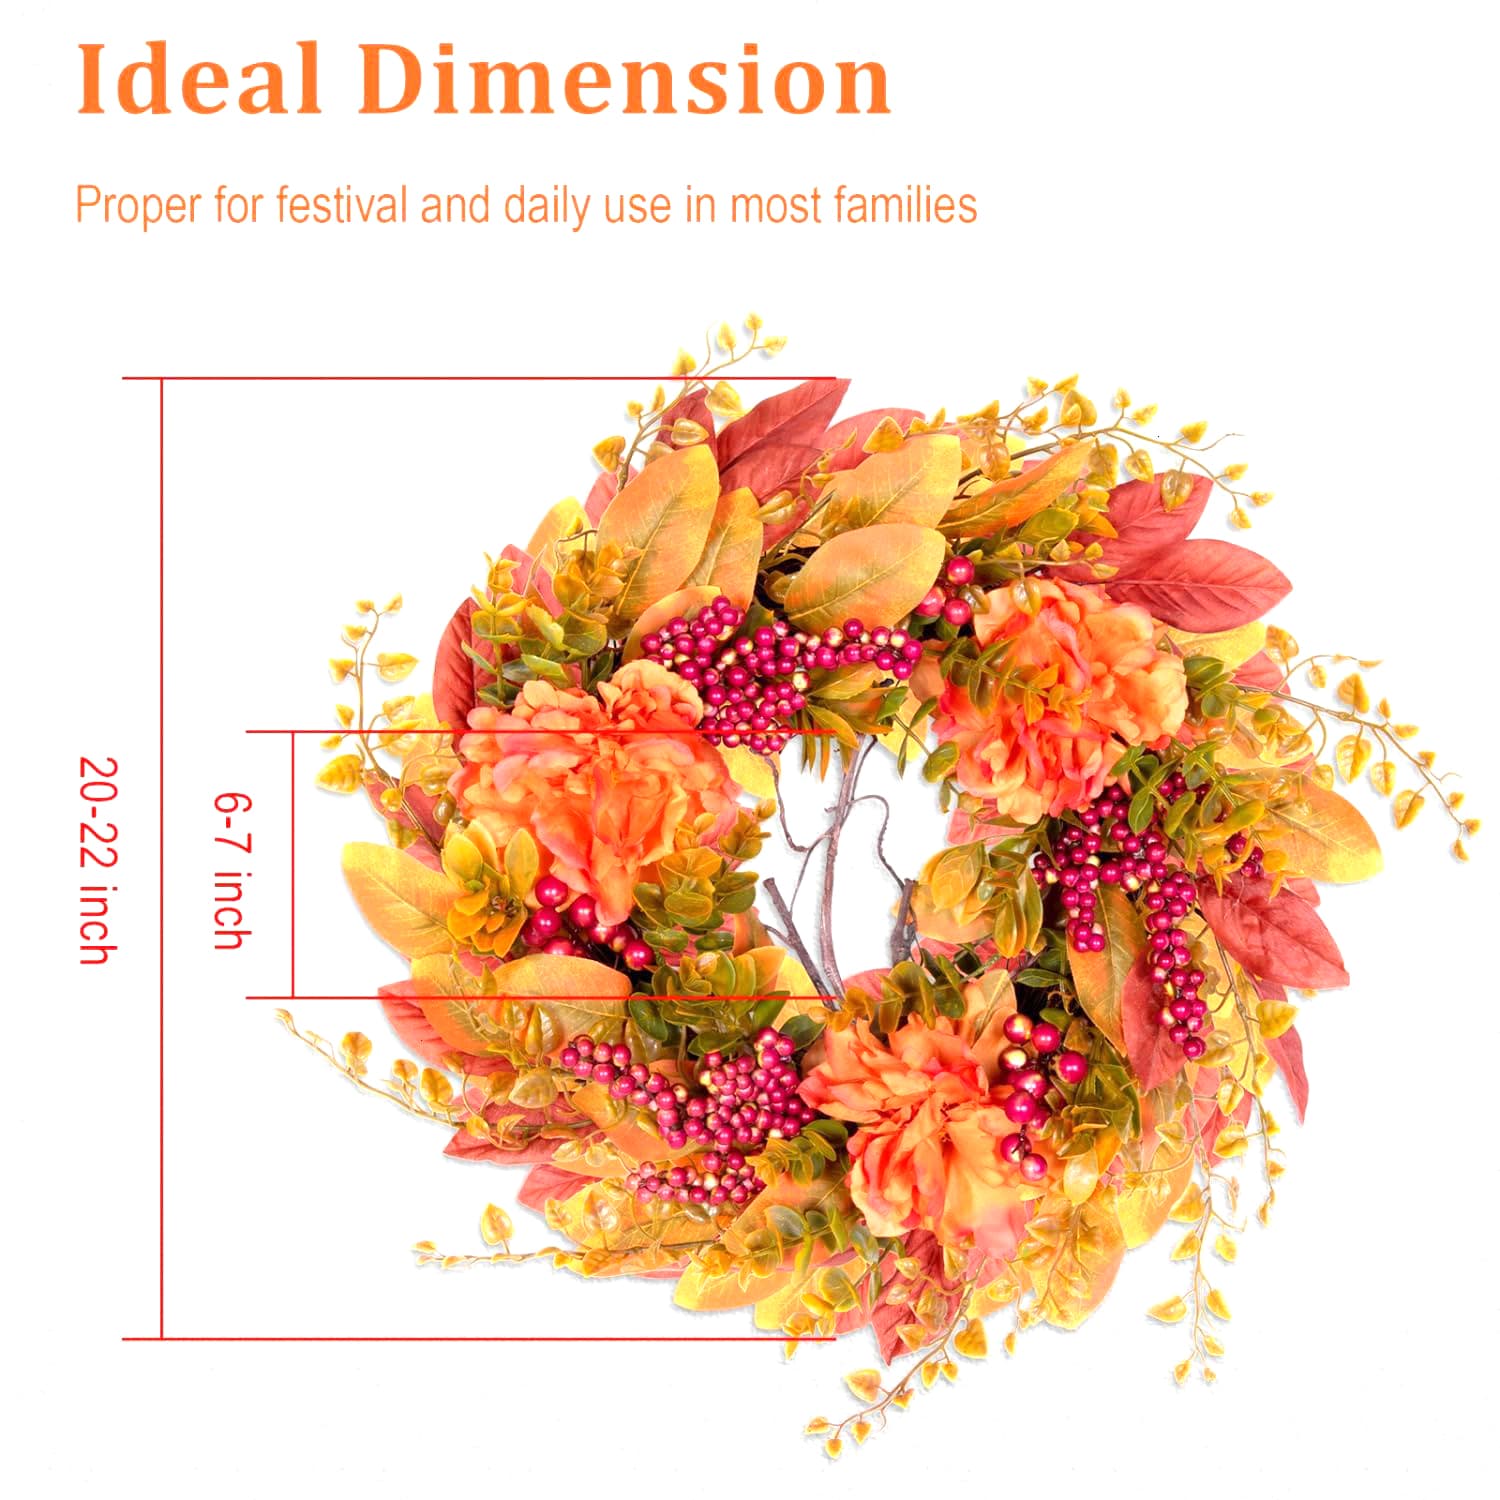 Ideal Dimension
Proper for festival and daily use in most families
20-22 inch
6-7 inch